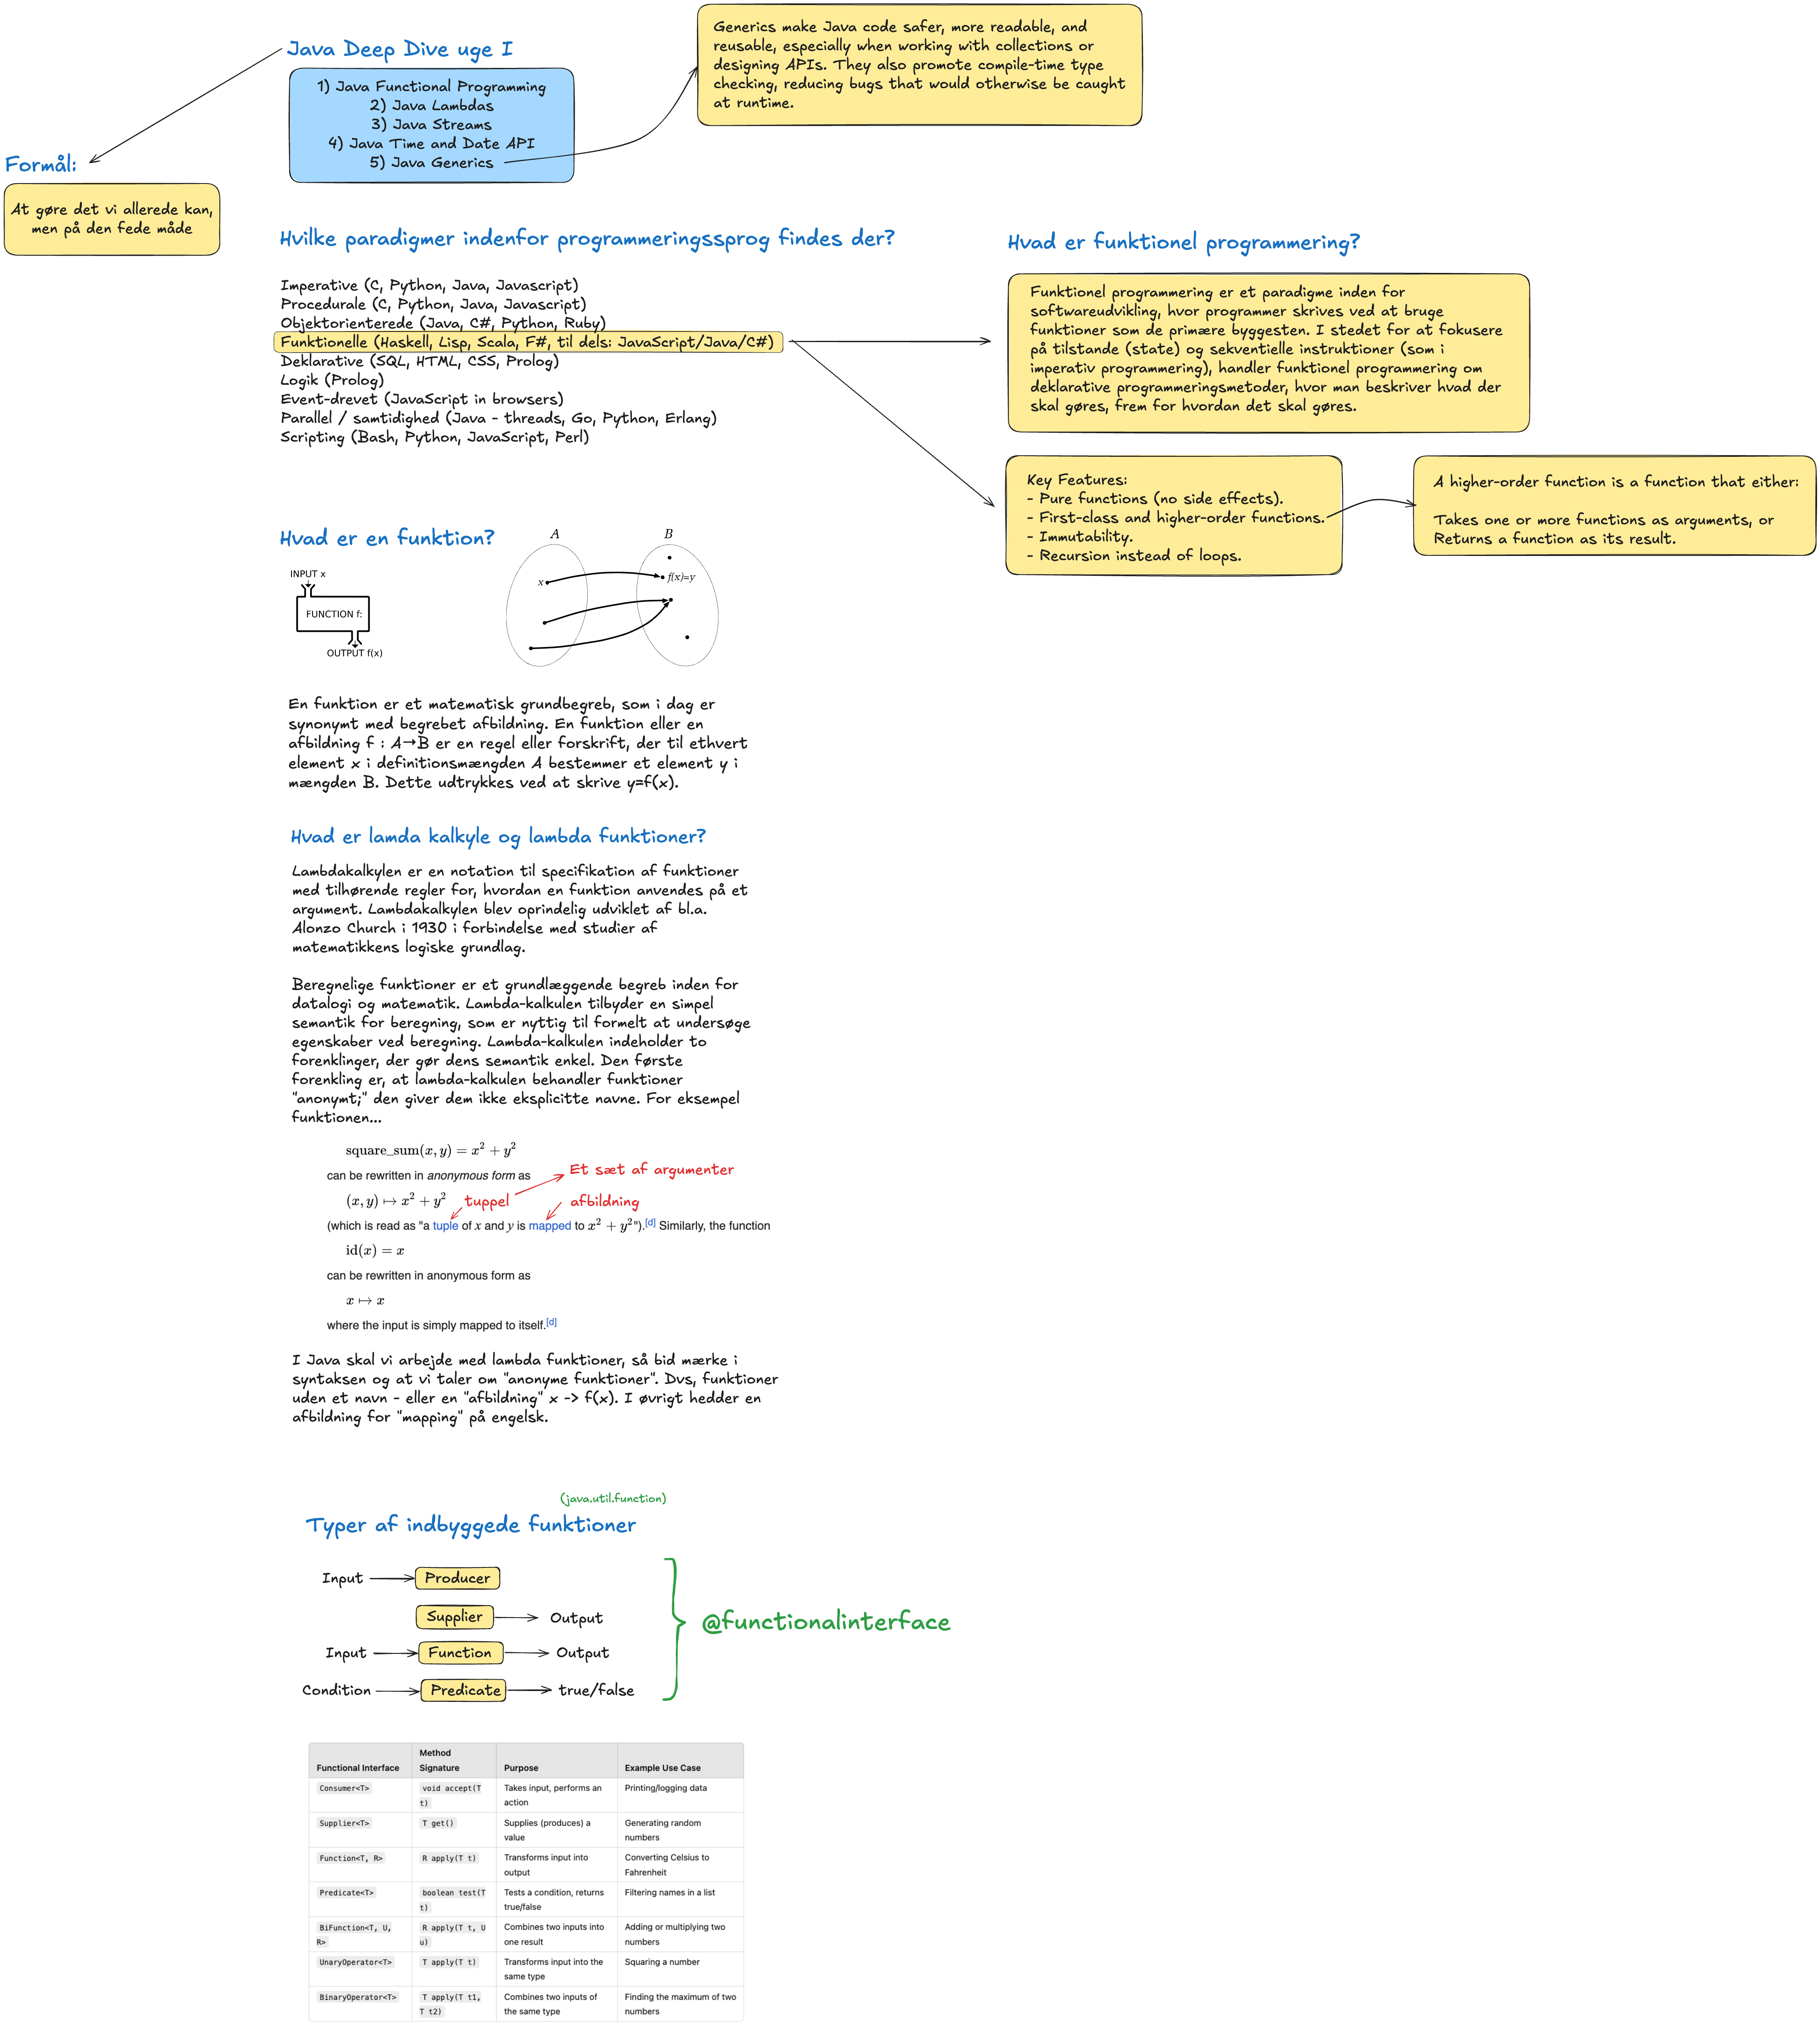 Java Deep Dive uge I
1) Java Functional Programming
2) Java Lambdas
3) Java Streams
4) Java Time and Date API
5) Java Generics
Generics make Java code safer, more readable, and
reusable, especially when working with collections or
designing APIs. They also promote compile-time type
checking, reducing bugs that would otherwise be caught
at runtime.
Formål:
At gøre det vi allerede kan,
men på den fede måde
Hvilke paradigmer indenfor programmeringssprog findes der?
Imperative (C, Python, Java, Javascript)
Procedurale (C, Python, Java, Javascript)
Objektorienterede (Java, C#, Python, Ruby)
Funktionelle (Haskell, Lisp, Scala, F#, til dels: JavaScript/Java/C#)
Deklarative (SQL, HTML, CSS, Prolog)
Logik (Prolog)
Event-drevet (JavaScript in browsers)
Parallel / samtidighed (Java - threads, Go, Python, Erlang)
Scripting (Bash, Python, JavaScript, Perl)
Hvad er funktionel programmering?
Funktionel programmering er et paradigme inden for
softwareudvikling, hvor programmer skrives ved at bruge
funktioner som de primære byggesten. I stedet for at fokusere
på tilstande (state) og sekventielle instruktioner (som i
imperativ programmering), handler funktionel programmering om
deklarative programmeringsmetoder, hvor man beskriver hvad der
skal gøres, frem for hvordan det skal gøres.
Key Features:
- Pure functions (no side effects).
- First-class and higher-order functions.
- Immutability.
- Recursion instead of loops.
A higher-order function is a function that either:
Takes one or more functions as arguments, or
Returns a function as its result.
Hvad er en funktion?
INPUT x
FUNCTION f:
OUTPUT f(x)
A
B
x
f(x)=y
En funktion er et matematisk grundbegreb, som i dag er
synonymt med begrebet afbildning. En funktion eller en
afbildning f : A→B er en regel eller forskrift, der til ethvert
element x i definitionsmængden A bestemmer et element y i
mængden B. Dette udtrykkes ved at skrive y=f(x).
Hvad er lamda kalkyle og lambda funktioner?
Lambdakalkylen er en notation til specifikation af funktioner
med tilhørende regler for, hvordan en funktion anvendes på et
argument. Lambdakalkylen blev oprindelig udviklet af bl.a.
Alonzo Church i 1930 i forbindelse med studier af
matematikkens logiske grundlag.
Beregnelige funktioner er et grundlæggende begreb inden for
datalogi og matematik. Lambda-kalkulen tilbyder en simpel
semantik for beregning, som er nyttig til formelt at undersøge
egenskaber ved beregning. Lambda-kalkulen indeholder to
forenklinger, der gør dens semantik enkel. Den første
forenkling er, at lambda-kalkulen behandler funktioner
"anonymt;" den giver dem ikke eksplicitte navne. For eksempel
funktionen...
square_sum(x, y) = x² + y²
can be rewritten in anonymous form as
Et sæt af argumenter
(x, y) ↦ x² + y²
tuppel
afbildning
(which is read as "a tuple of x and y is mapped to x² + y²").[d] Similarly, the function
id(x) = x
can be rewritten in anonymous form as
x ↦ x
where the input is simply mapped to itself.[d]
I Java skal vi arbejde med lambda funktioner, så bid mærke i
syntaksen og at vi taler om "anonyme funktioner". Dvs, funktioner
uden et navn - eller en "afbildning" x -> f(x). I øvrigt hedder en
afbildning for "mapping" på engelsk.
(java.util.function)
Typer af indbyggede funktioner
Input Producer
Supplier Output
Input Function Output
Condition Predicate true/false
@functionalinterface
Functional Interface Method Signature Purpose Example Use Case
Consumer<T> void accept(T t) Takes input, performs an action Printing/logging data
Supplier<T> T get() Supplies (produces) a value Generating random numbers
Function<T, R> R apply(T t) Transforms input into output Converting Celsius to Fahrenheit
Predicate<T> boolean test(T t) Tests a condition, returns true/false Filtering names in a list
BiFunction<T, U, R> R apply(T t, U u) Combines two inputs into one result Adding or multiplying two numbers
UnaryOperator<T> T apply(T t) Transforms input into the same type Squaring a number
BinaryOperator<T> T apply(T t1, T t2) Combines two inputs of the same type Finding the maximum of two numbers